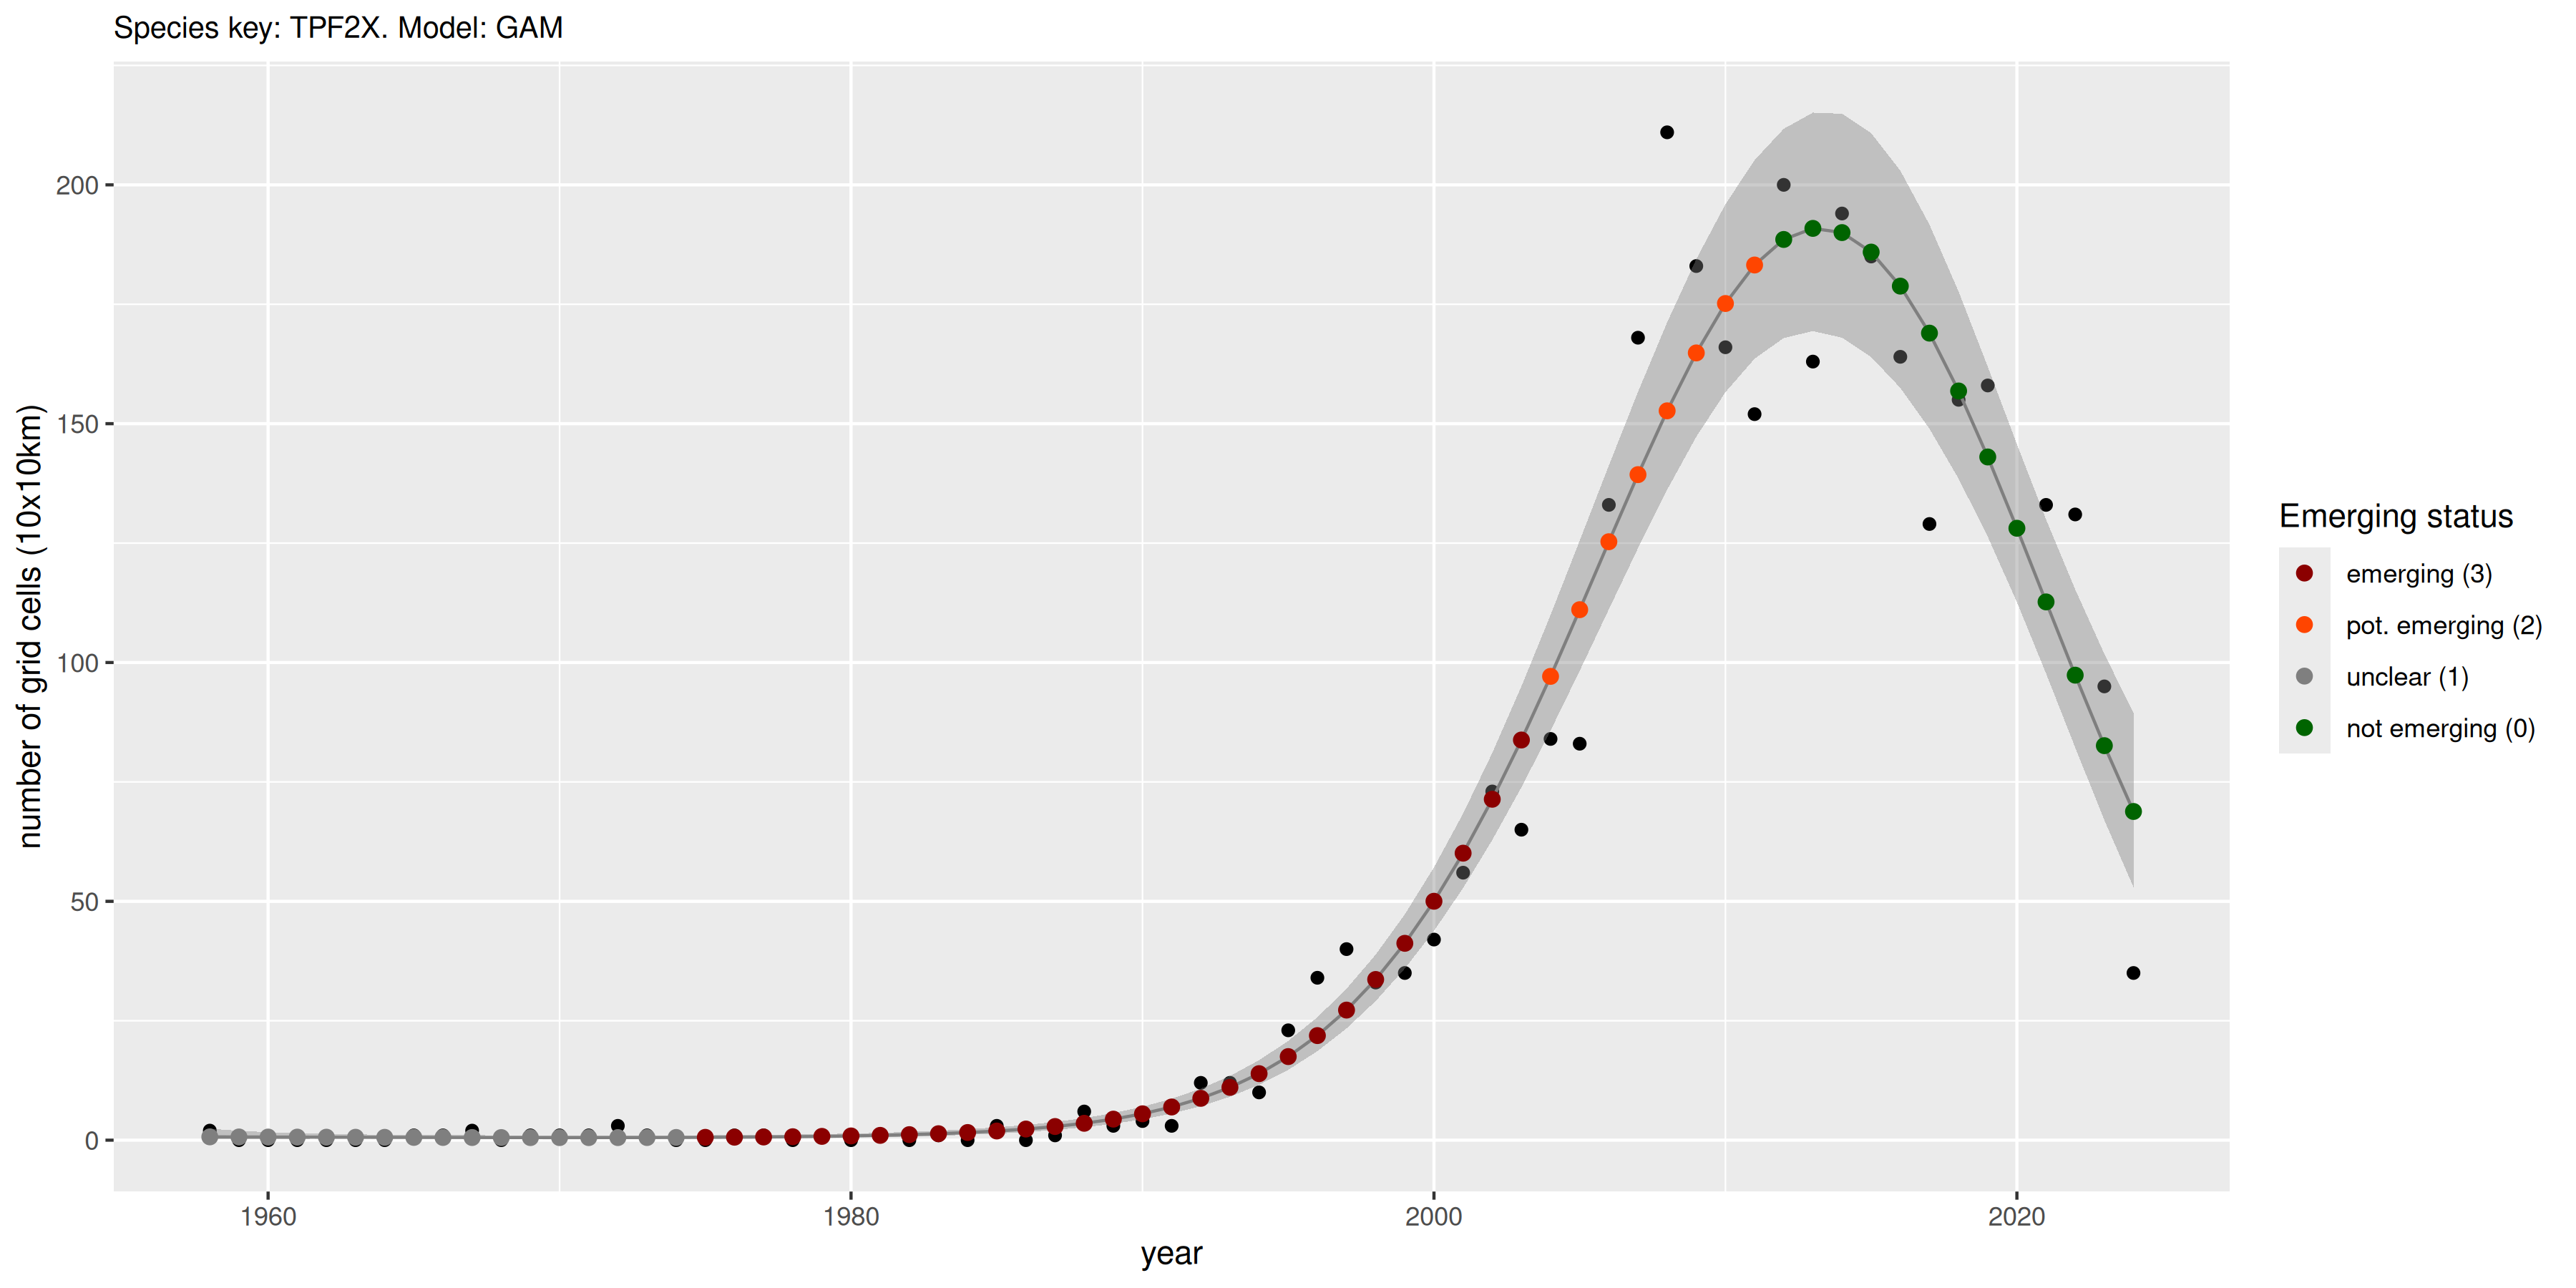 Species key: TPF2X. Model: GAM
number of grid cells (10x10km)
200
150
100
50
0
1960
1980
2000
2020
year
Emerging status
emerging (3)
pot. emerging (2)
unclear (1)
not emerging (0)